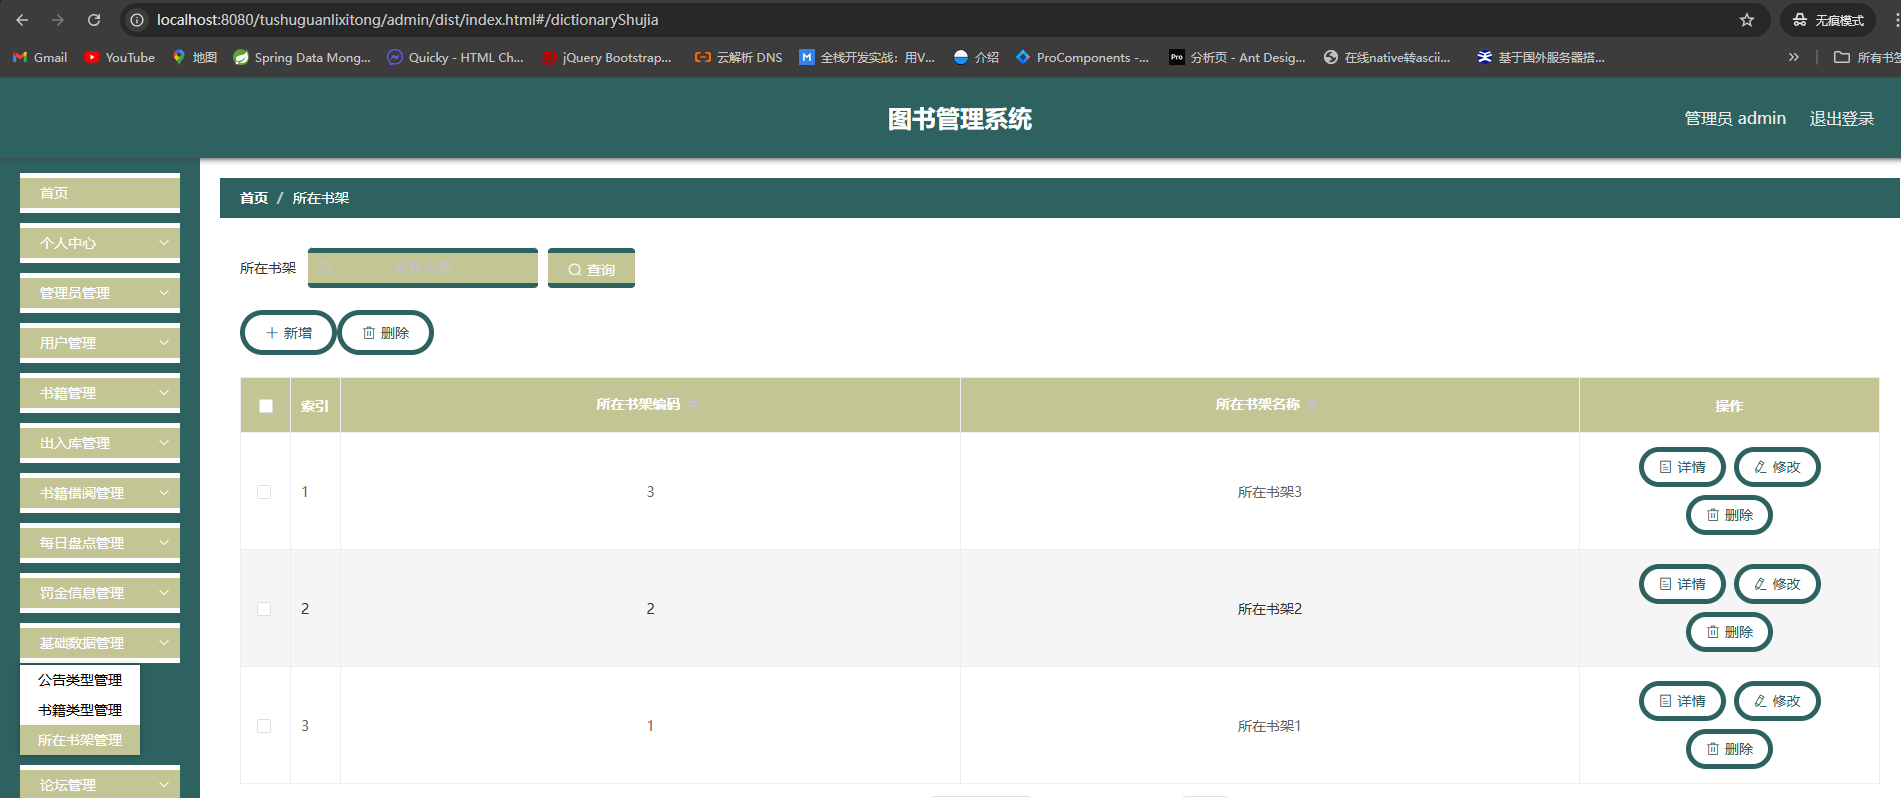 localhost:8080/tushuguanlixitong/admin/dist/index.html#/dictionaryShujia
无痕模式
Gmail
YouTube
地图
Spring Data Mong...
Quicky - HTML Ch...
jQuery Bootstrap...
云解析 DNS
全栈开发实战：用V...
介绍
ProComponents -...
Pro
分析页 - Ant Desig...
在线native转ascii...
基于国外服务器搭...
所有书签
图书管理系统
管理员 admin
退出登录
首页
个人中心
管理员管理
用户管理
书籍管理
出入库管理
书籍借阅管理
每日盘点管理
罚金信息管理
基础数据管理
公告类型管理
书籍类型管理
所在书架管理
论坛管理
首页 / 所在书架
所在书架 所在书架 查询
新增 删除
索引 所在书架编码 所在书架名称 操作
1 3 所在书架3 详情 修改
删除
2 2 所在书架2 详情 修改
删除
3 1 所在书架1 详情 修改
删除